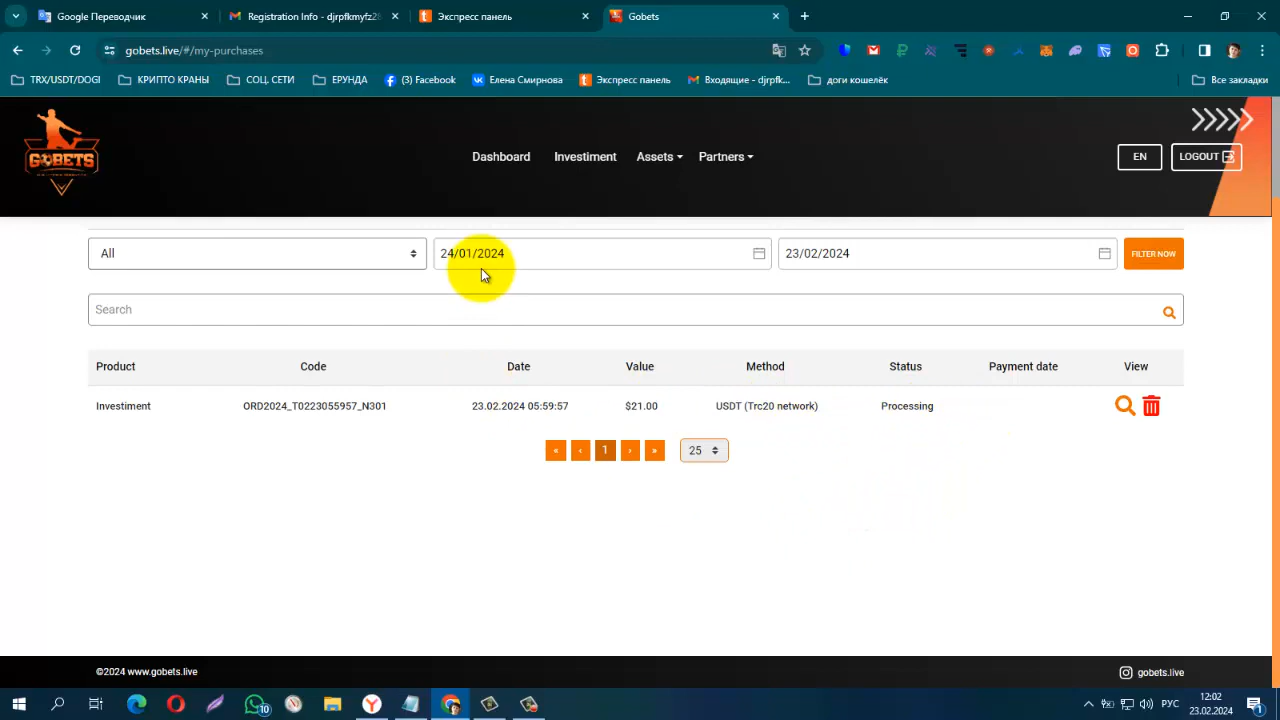 Google Переводчик
Registration Info - djrpfkmyfz28
Экспресс панель
Gobets
gobets.live/#/my-purchases
TRX/USDT/DOGI
КРИПТО КРАНЫ
СОЦ. СЕТИ
ЕРУНДА
(3) Facebook
Елена Смирнова
Экспресс панель
Входящие - djrpfk...
доги кошелёк
Все закладки
GOBETS
Dashboard
Investiment
Assets
Partners
EN
LOGOUT
All
24/01/2024
23/02/2024
FILTER NOW
Search
Product Code Date Value Method Status Payment date View
Investiment ORD2024_T0223055957_N301 23.02.2024 05:59:57 $21.00 USDT (Trc20 network) Processing
« ‹ 1 › » 25
©2024 www.gobets.live
gobets.live
10
РУС
12:02
23.02.2024
1